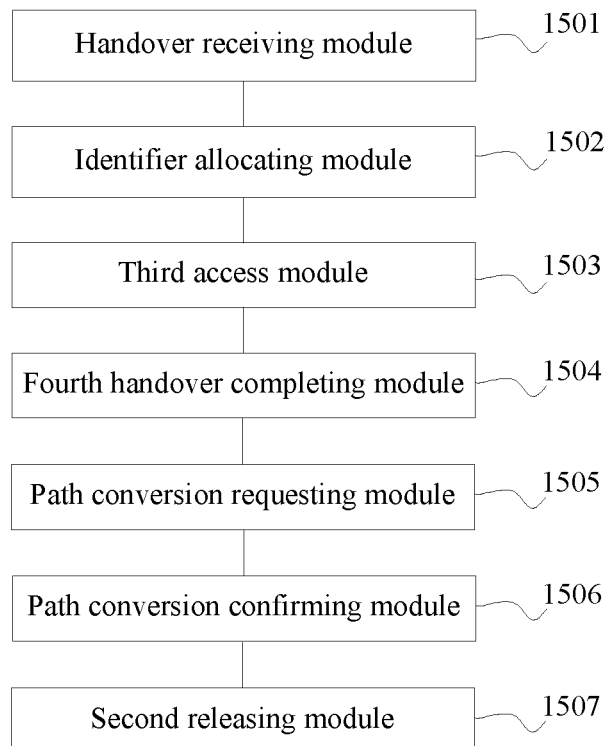 Handover receiving module 1501
Identifier allocating module 1502
Third access module 1503
Fourth handover completing module 1504
Path conversion requesting module 1505
Path conversion confirming module 1506
Second releasing module 1507